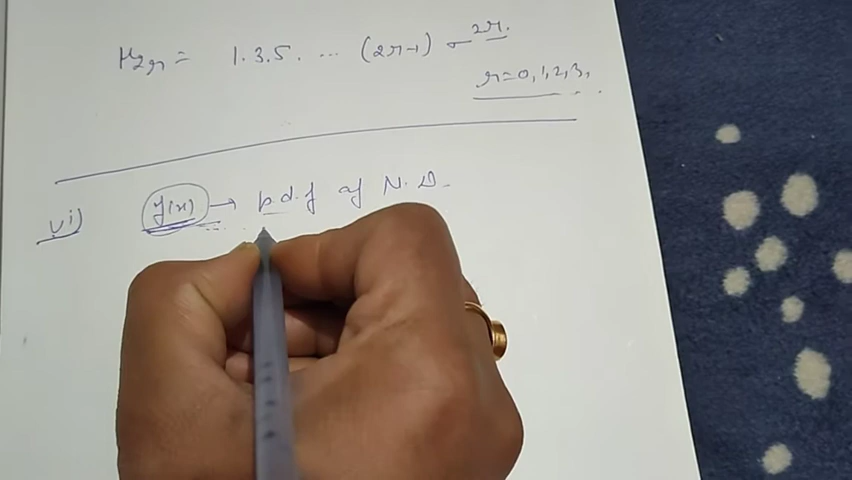 μ2r = 1.3.5. ... (2r-1) σ^2r.
r=0,1,2,3,...
vi) f(x) → p.d.f of N.D.